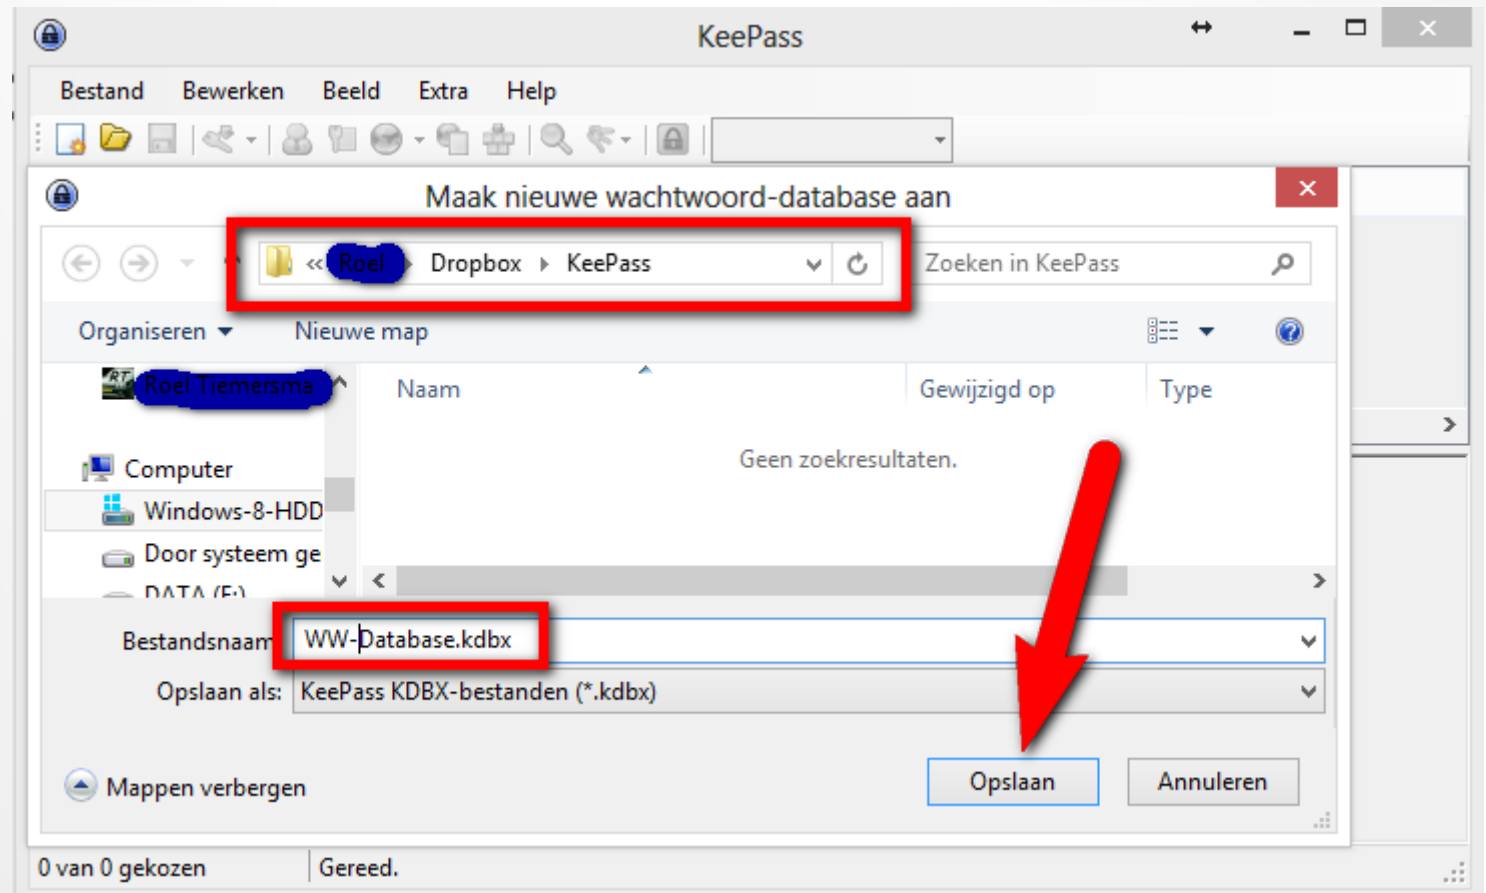 KeePass
Bestand Bewerken Beeld Extra Help
Maak nieuwe wachtwoord-database aan
« Roel Dropbox KeePass Zoeken in KeePass
Organiseren Nieuwe map
RT Roel Tiemersma Naam Gewijzigd op Type
Geen zoekresultaten.
Computer
Windows-8-HDD
Door systeem ge
DATA (F:)
Bestandsnaam WW-Database.kdbx
Opslaan als: KeePass KDBX-bestanden (*.kdbx)
Mappen verbergen Opslaan Annuleren
0 van 0 gekozen Gereed.